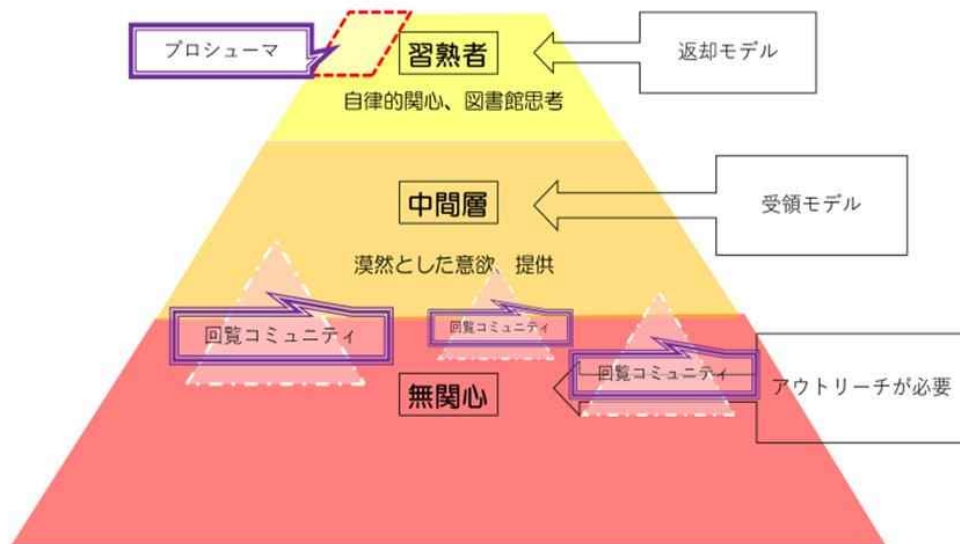 プロシューマ
習熟者
返却モデル
自律的関心、図書館思考
中間層
受領モデル
漠然とした意欲　提供
回覧コミュニティ
回覧コミュニティ
回覧コミュニティ
無関心
アウトリーチが必要